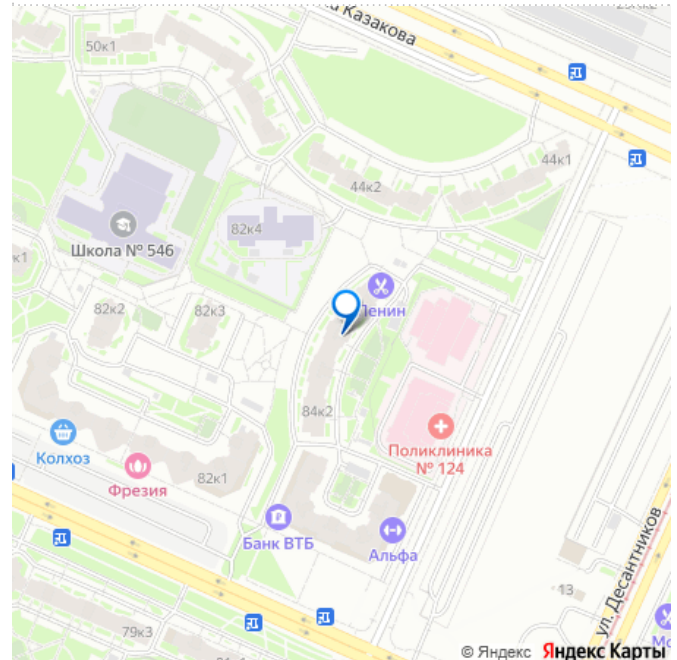 Казакова
50к1
44к1
44к2
82к4
Школа № 546
к1
82к2
82к3
Ленин
84к2
Поликлиника
№ 124
Колхоз
Фрезия
82к1
Банк ВТБ
Альфа
ул. Десантников
13
79к3
© Яндекс Яндекс Карты